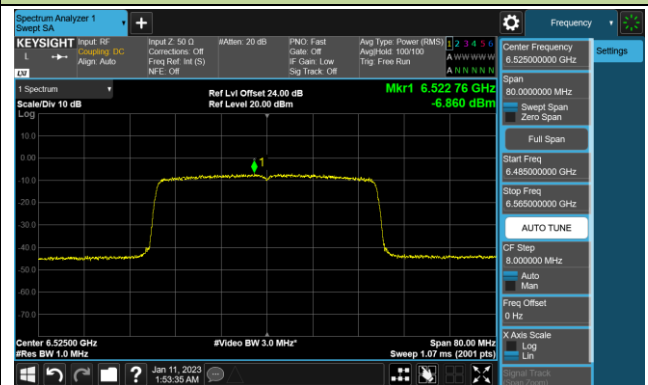 Spectrum Analyzer 1
Swept SA
Frequency
KEYSIGHT
Input: RF
Coupling: DC
Align: Auto
Input Z: 50 Ω
Corrections: Off
Freq Ref: Int (S)
NFE: Off
#Atten: 20 dB
PNO: Fast
Gate: Off
IF Gain: Low
Sig Track: Off
Avg Type: Power (RMS)
Avg|Hold: 100/100
Trig: Free Run
1 2 3 4 5 6
A W W W W W
A N N N N N
L
LXI
1 Spectrum
Scale/Div 10 dB
Log
Ref Lvl Offset 24.00 dB
Ref Level 20.00 dBm
Mkr1 6.522 76 GHz
-6.860 dBm
10.0
0.00
-10.0
-20.0
-30.0
-40.0
-50.0
-60.0
-70.0
1
Center 6.52500 GHz
#Res BW 1.0 MHz
#Video BW 3.0 MHz*
Span 80.00 MHz
Sweep 1.07 ms (2001 pts)
Jan 11, 2023
1:53:35 AM
Center Frequency
6.525000000 GHz
Settings
Span
80.0000000 MHz
Swept Span
Zero Span
Full Span
Start Freq
6.485000000 GHz
Stop Freq
6.565000000 GHz
AUTO TUNE
CF Step
8.000000 MHz
Auto
Man
Freq Offset
0 Hz
X Axis Scale
Log
Lin
Signal Track
(Span Zoom)